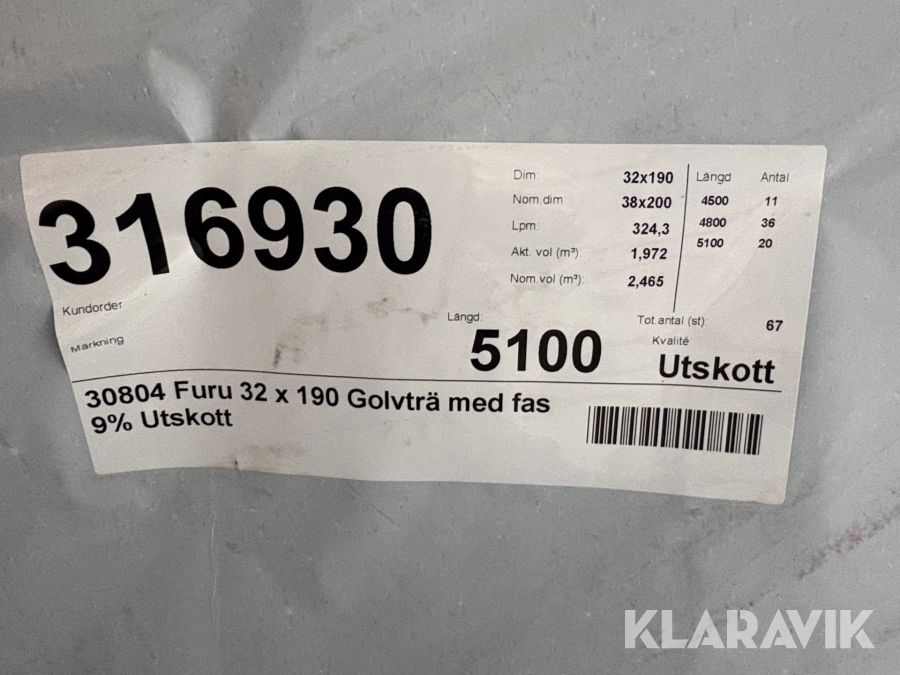 316930
Kundorder
Märkning
Dim 32x190
Nom.dim 38x200
Lpm: 324,3
Akt. vol (m³) 1,972
Nom.vol (m³): 2,465
Längd Antal
4500 11
4800 36
5100 20
Tot.antal (st): 67
Längd: 5100
Kvalité
Utskott
30804 Furu 32 x 190 Golvträ med fas
9% Utskott
KLARAVIK